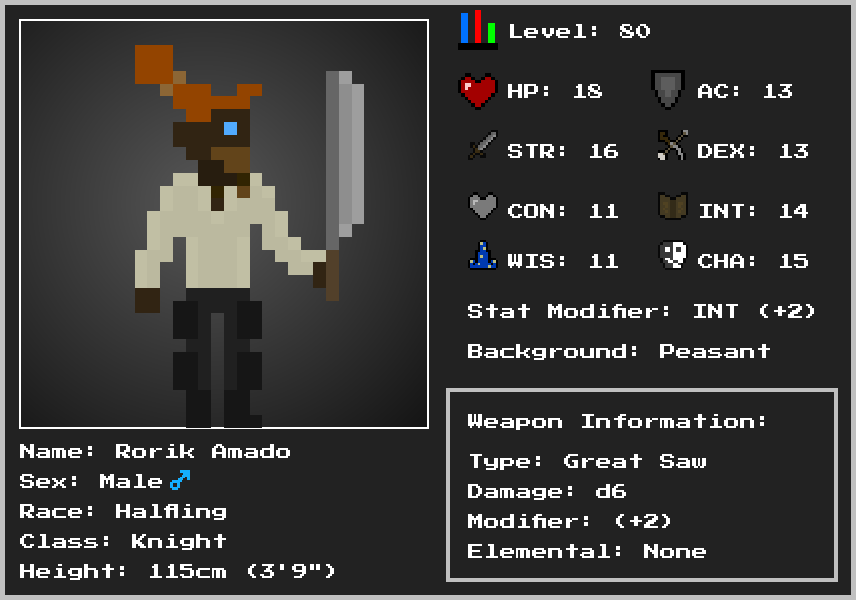 Level: 80
HP: 18 AC: 13
STR: 16 DEX: 13
CON: 11 INT: 14
WIS: 11 CHA: 15
Stat Modifier: INT (+2)
Background: Peasant
Name: Rorik Amado
Sex: Male ♂
Race: Halfling
Class: Knight
Height: 115cm (3'9")
Weapon Information:
Type: Great Saw
Damage: d6
Modifier: (+2)
Elemental: None